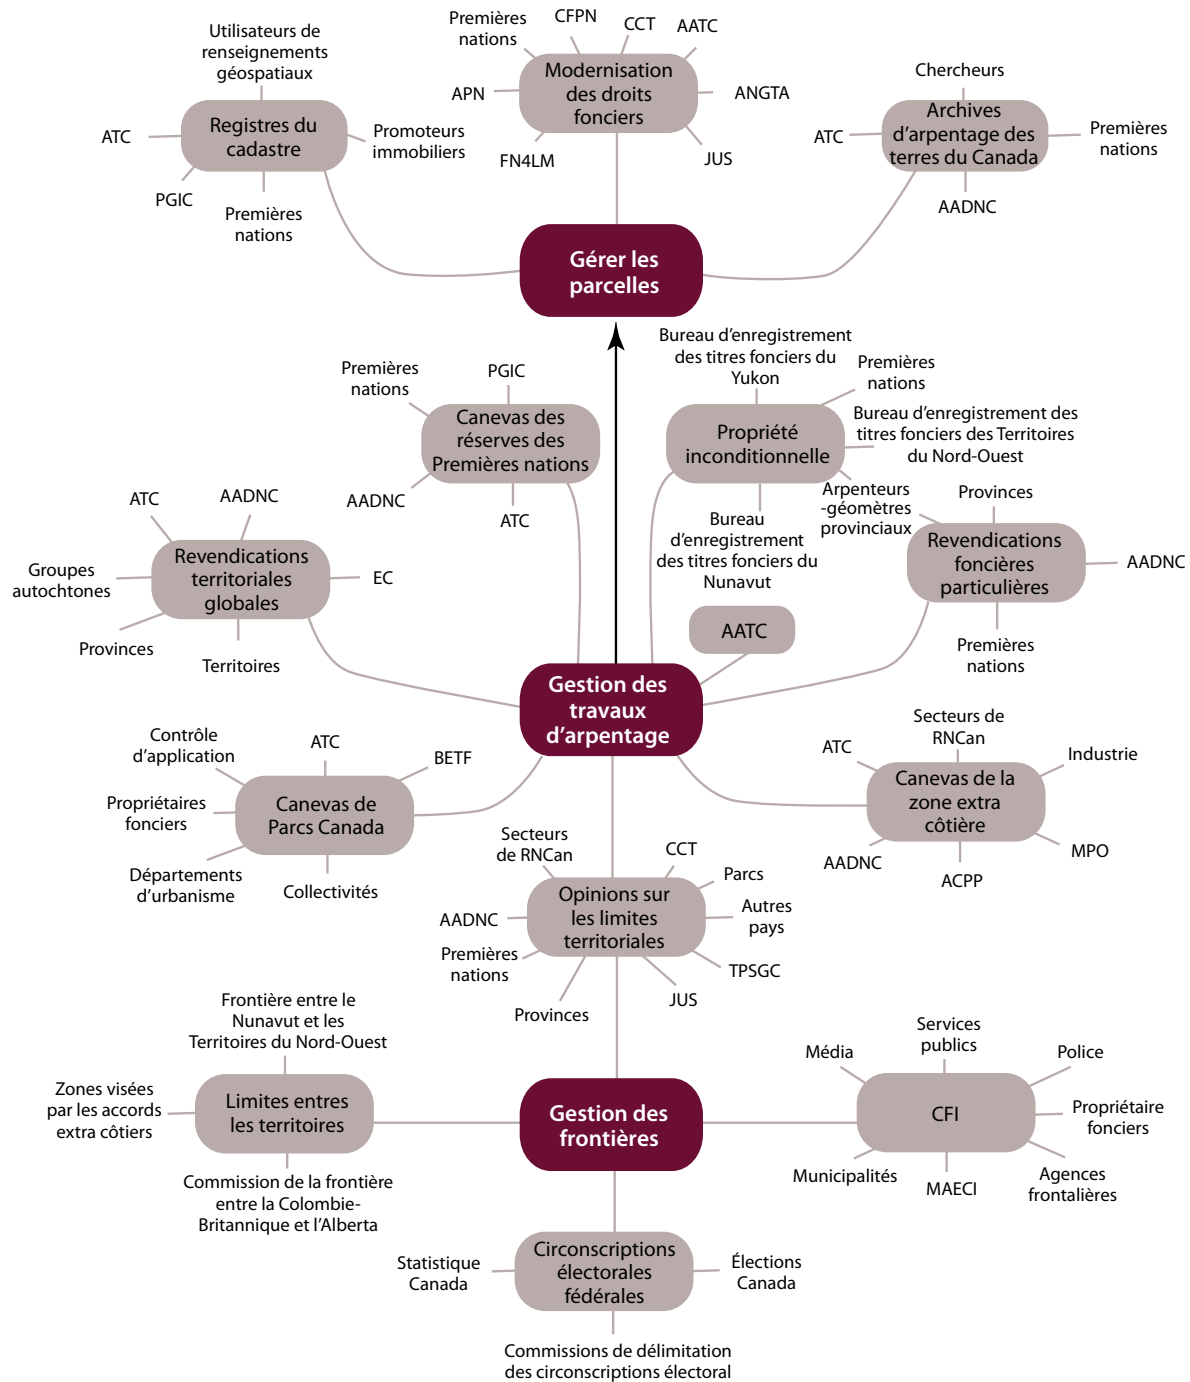 Utilisateurs de
renseignements
géospatiaux
ATC
Registres du
cadastre
Promoteurs
immobiliers
PGIC
Premières
nations
Premières
nations
CFPN
CCT
AATC
APN
Modernisation
des droits
fonciers
ANGTA
FN4LM
JUS
Chercheurs
ATC
Archives
d'arpentage des
terres du Canada
Premières
nations
AADNC
Gérer les
parcelles
Premières
nations
PGIC
Canevas des
réserves des
Premières nations
AADNC
ATC
Bureau d'enregistrement
des titres fonciers du
Yukon
Premières
nations
Propriété
inconditionnelle
Bureau d'enregistrement des
titres fonciers des Territoires
du Nord-Ouest
Bureau
d'enregistrement
des titres fonciers du
Nunavut
Arpenteurs
-géomètres
provinciaux
Provinces
Revendications
foncières
particulières
AADNC
Premières
nations
ATC
AADNC
Groupes
autochtones
Revendications
territoriales
globales
EC
Provinces
Territoires
AATC
Gestion des
travaux
d'arpentage
Contrôle
d'application
ATC
BETF
Propriétaires
fonciers
Canevas de
Parcs Canada
Départements
d'urbanisme
Collectivités
Secteurs de
RNCan
ATC
Industrie
Canevas de la
zone extra
côtière
AADNC
ACPP
MPO
Secteurs
de RNCan
CCT
Parcs
AADNC
Opinions sur
les limites
territoriales
Autres
pays
Premières
nations
TPSGC
Provinces
JUS
Frontière entre le
Nunavut et les
Territoires du Nord-Ouest
Zones visées
par les accords
extra côtiers
Limites entres
les territoires
Commission de la frontière
entre la Colombie-
Britannique et l'Alberta
Gestion des
frontières
Média
Services
publics
Police
CFI
Propriétaire
fonciers
Municipalités
MAECI
Agences
frontalières
Statistique
Canada
Circonscriptions
électorales
fédérales
Élections
Canada
Commissions de délimitation
des circonscriptions électoral